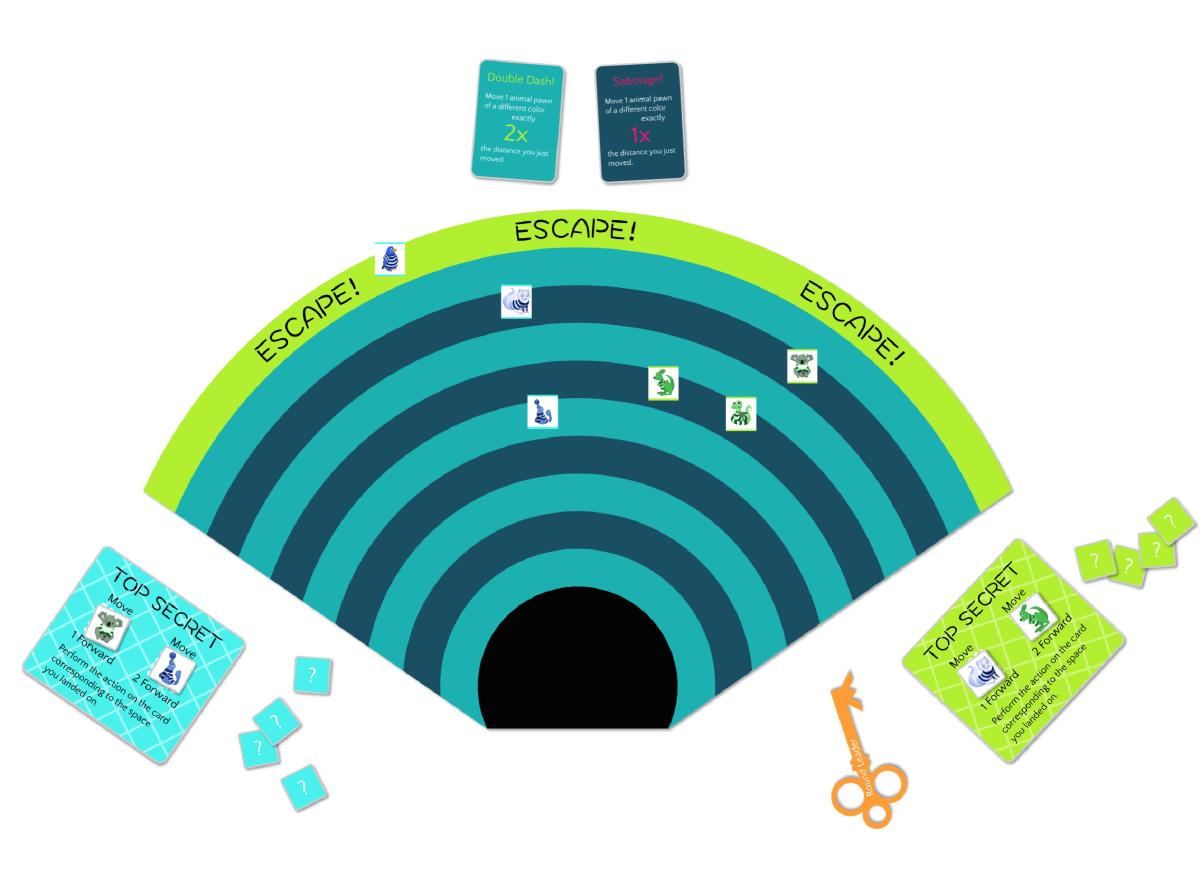 Double Dash!
Move 1 animal pawn
of a different color
exactly
2x
the distance you just
moved.
Sabotage!
Move 1 animal pawn
of a different color
exactly
1x
the distance you just
moved.
ESCAPE!
ESCAPE!
ESCAPE!
TOP SECRET
Move
1 Forward
Move
2 Forward
Perform the action on the card
corresponding to the space
you landed on.
?
?
?
?
TOP SECRET
Move
1 Forward
Move
2 Forward
Perform the action on the card
corresponding to the space
you landed on.
?
?
?
?
Round Leader